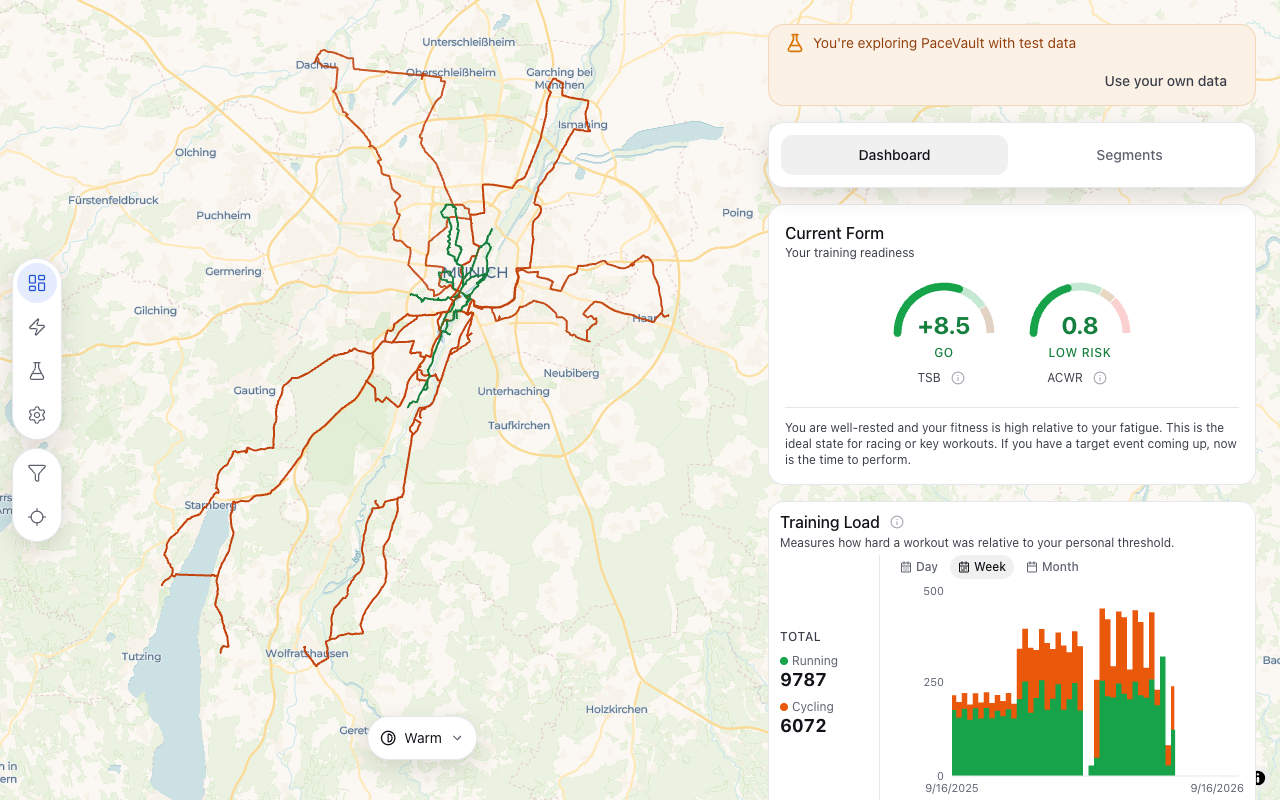 Unterschleißheim
Dachau
Oberschleißheim
Garching bei
München
Ismaning
Olching
Fürstenfeldbruck
Puchheim
Poing
Germering
MUNICH
Gilching
Haar
Neubiberg
Gauting
Unterhaching
Taufkirchen
Starnberg
Isar
Tutzing
Wolfratshausen
Holzkirchen
Warm
You're exploring PaceVault with test data
Use your own data
Dashboard
Segments
Current Form
Your training readiness
+8.5
0.8
GO
LOW RISK
TSB
ACWR
You are well-rested and your fitness is high relative to your fatigue. This is the
ideal state for racing or key workouts. If you have a target event coming up, now
is the time to perform.
Training Load
Measures how hard a workout was relative to your personal threshold.
Day
Week
Month
TOTAL
Running
9787
Cycling
6072
500
250
0
9/16/2025
9/16/2026